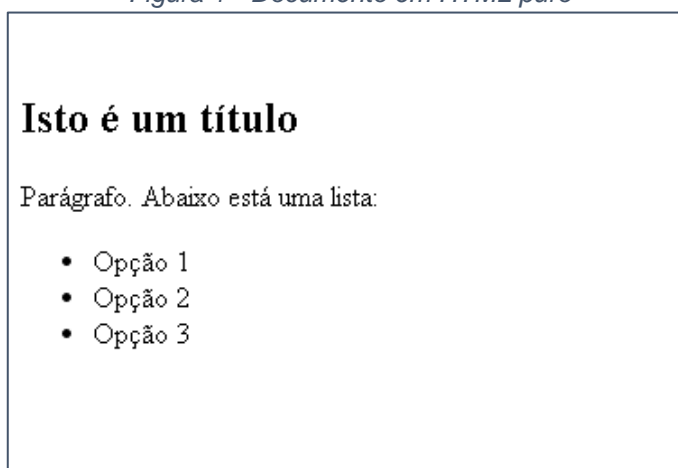 Isto é um título
Parágrafo. Abaixo está uma lista:
• Opção 1
• Opção 2
• Opção 3